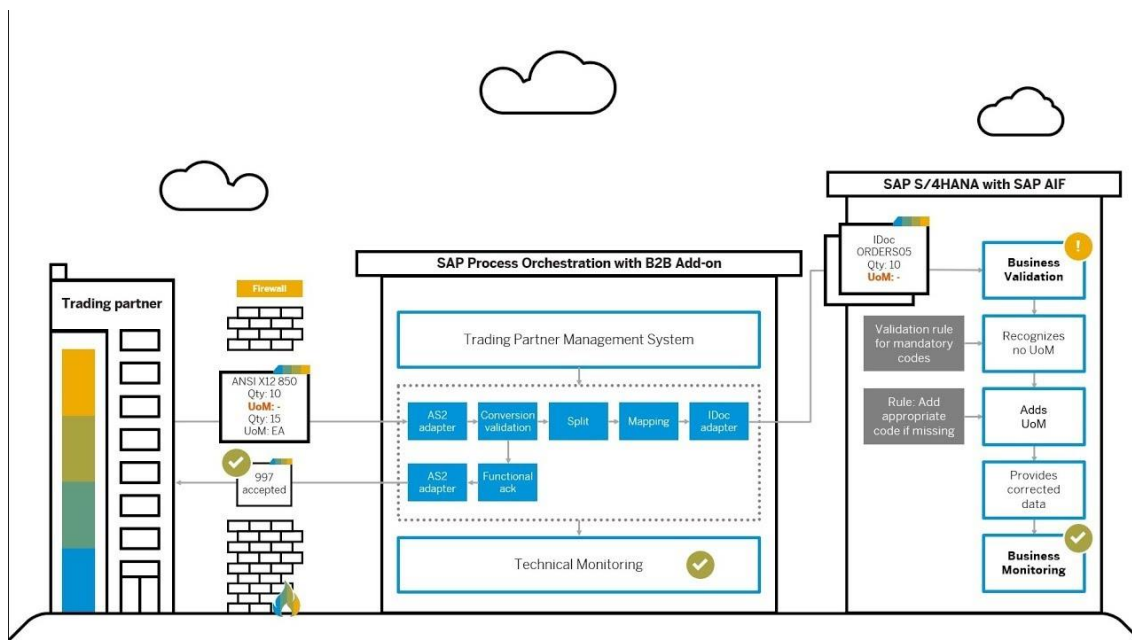 SAP S/4HANA with SAP AIF
IDoc
ORDERS05
Qty: 10
UoM: -
Business
Validation
SAP Process Orchestration with B2B Add-on
Firewall
Trading partner
Trading Partner Management System
Validation rule
for mandatory
codes
Recognizes
no UoM
ANSI X12 850
Qty: 10
UoM: -
Qty: 15
UoM: EA
AS2
adapter
Conversion
validation
Split
Mapping
IDoc
adapter
Rule: Add
appropriate
code if missing
Adds
UoM
997
accepted
AS2
adapter
Functional
ack
Provides
corrected
data
Technical Monitoring
Business
Monitoring